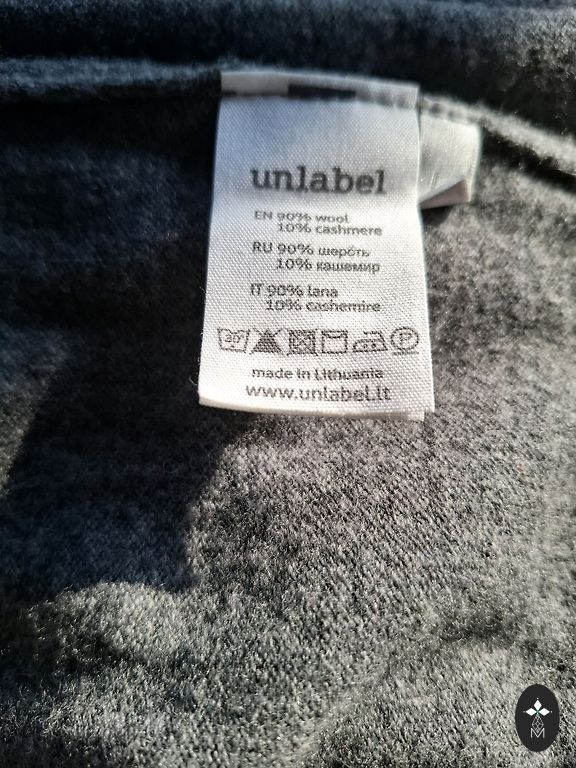 unlabel
EN 90% wool
10% cashmere
RU 90% шерсть
10% кашемир
IT 90% lana
10% cashemire
30°
P
made in Lithuania
www.unlabel.lt
M